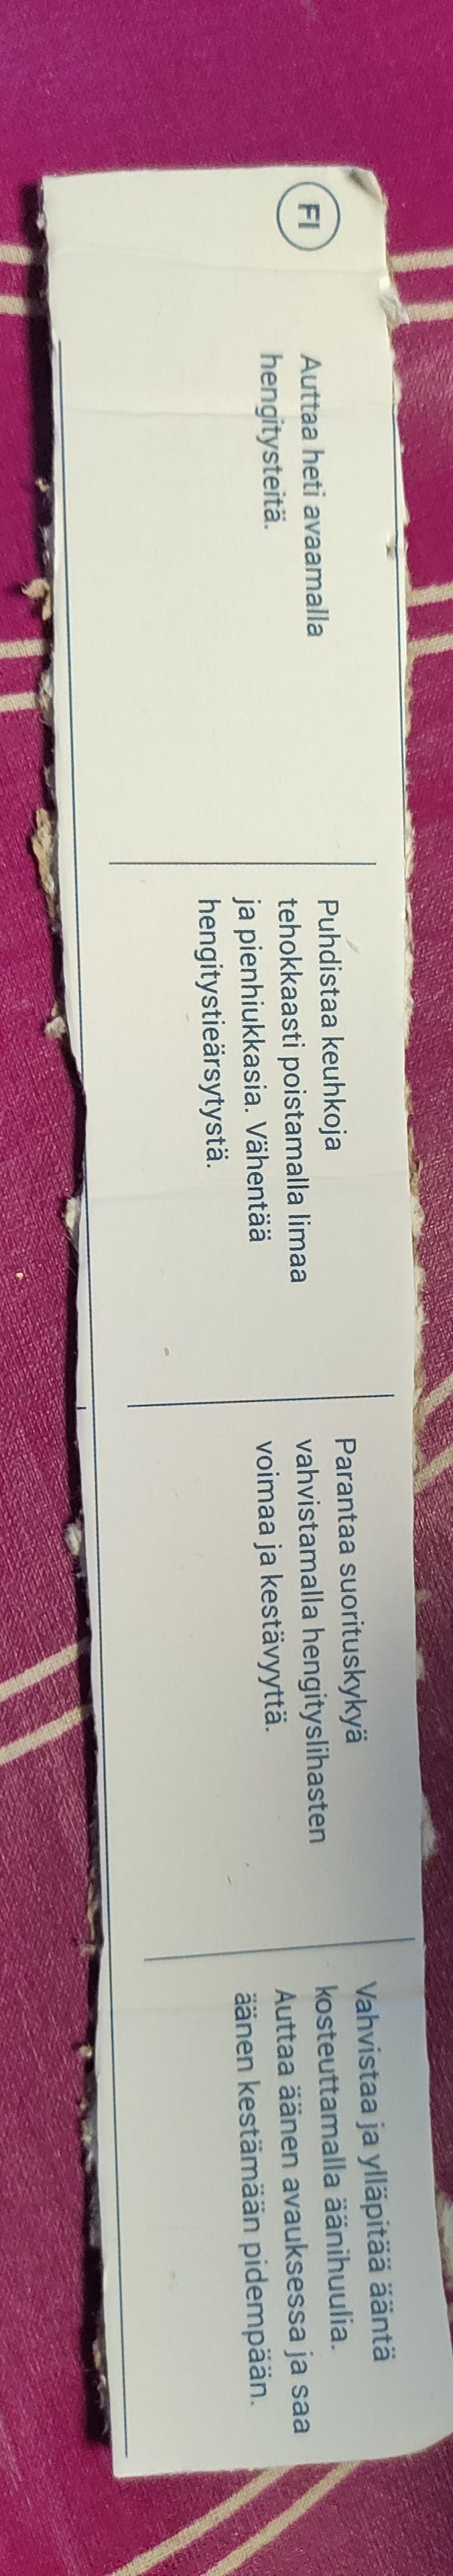 FI
Auttaa heti avaamalla
hengitysteitä.
Puhdistaa keuhkoja
tehokkaasti poistamalla limaa
ja pienhiukkasia. Vähentää
hengitystieärsytystä.
Parantaa suorituskykyä
vahvistamalla hengityslihasten
voimaa ja kestävyyttä.
Vahvistaa ja ylläpitää ääntä
kosteuttamalla äänihuulia.
Auttaa äänen avauksessa ja saa
äänen kestämään pidempään.